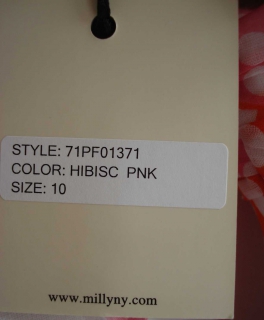 STYLE: 71PF01371
COLOR: HIBISC PNK
SIZE: 10
www.millyny.com